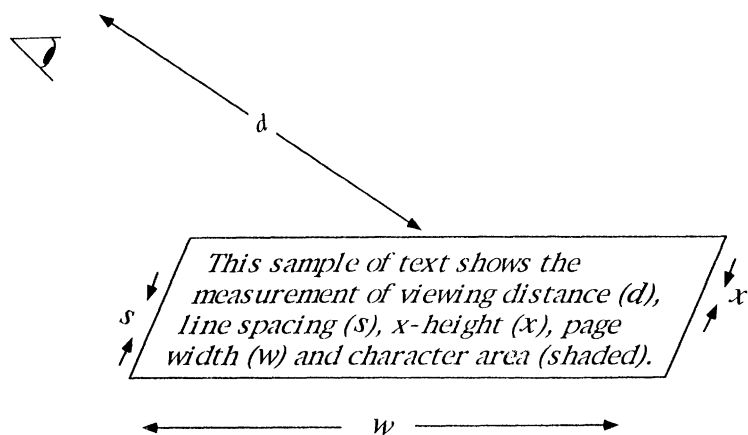 d
This sample of text shows the
measurement of viewing distance (d),
line spacing (s), x-height (x), page
width (w) and character area (shaded).
s
x
w